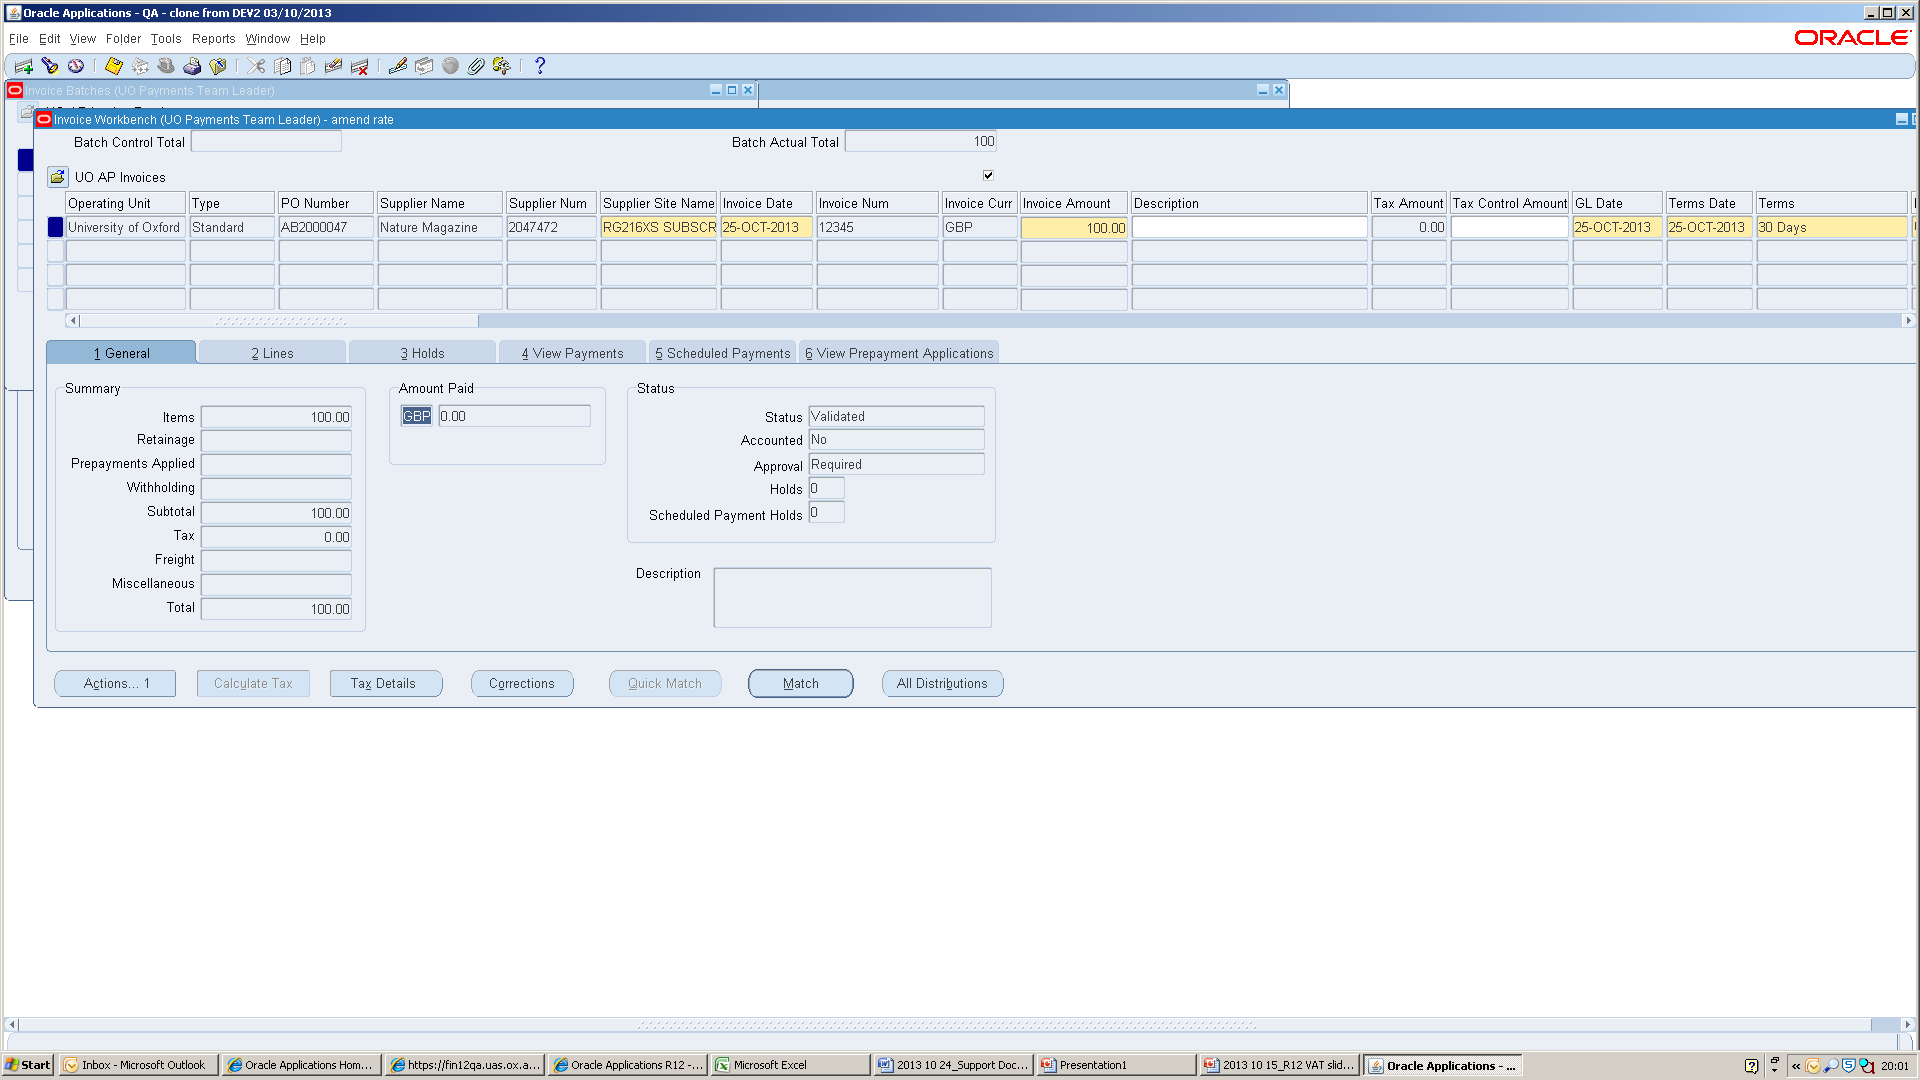 Oracle Applications - QA - clone from DEV2 03/10/2013
File Edit View Folder Tools Reports Window Help
ORACLE
Invoice Batches (UO Payments Team Leader)
Invoice Workbench (UO Payments Team Leader) - amend rate
Batch Control Total
Batch Actual Total 100
UO AP Invoices
Operating Unit Type PO Number Supplier Name Supplier Num Supplier Site Name Invoice Date Invoice Num Invoice Curr Invoice Amount Description Tax Amount Tax Control Amount GL Date Terms Date Terms
University of Oxford Standard AB2000047 Nature Magazine 2047472 RG216XS SUBSCR 25-OCT-2013 12345 GBP 100.00 0.00 25-OCT-2013 25-OCT-2013 30 Days
1 General 2 Lines 3 Holds 4 View Payments 5 Scheduled Payments 6 View Prepayment Applications
Summary
Items 100.00
Retainage
Prepayments Applied
Withholding
Subtotal 100.00
Tax 0.00
Freight
Miscellaneous
Total 100.00
Amount Paid
GBP 0.00
Status
Status Validated
Accounted No
Approval Required
Holds 0
Scheduled Payment Holds 0
Description
Actions... 1 Calculate Tax Tax Details Corrections Quick Match Match All Distributions
Start Inbox - Microsoft Outlook Oracle Applications Hom... https://fin12qa.uas.ox.a... Oracle Applications R12 -... Microsoft Excel 2013 10 24_Support Doc... Presentation1 2013 10 15_R12 VAT slid... Oracle Applications - ... « 20:01